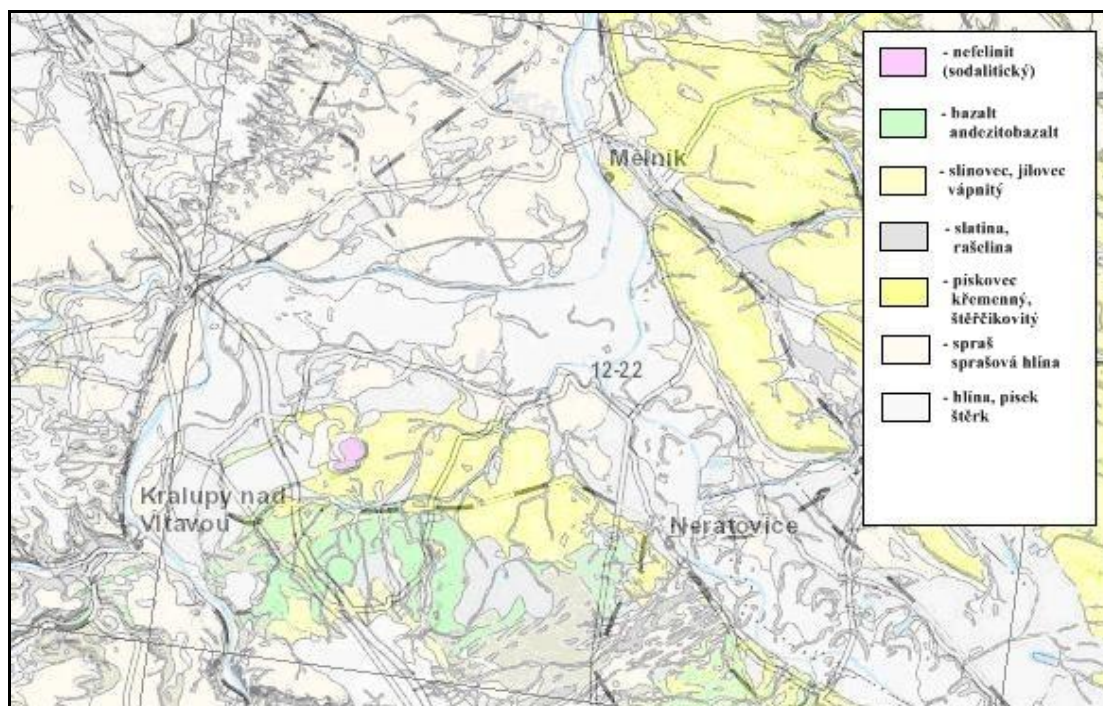 Mělník
12-22
Kralupy nad
Vltavou
Neratovice
- nefelinit
(sodalitický)
- bazalt
andezitobazalt
- slínovec, jílovec
vápnitý
- slatina,
rašelina
- pískovec
křemenný,
štěrčíkovitý
- spraš
sprašová hlína
- hlína, písek
štěrk